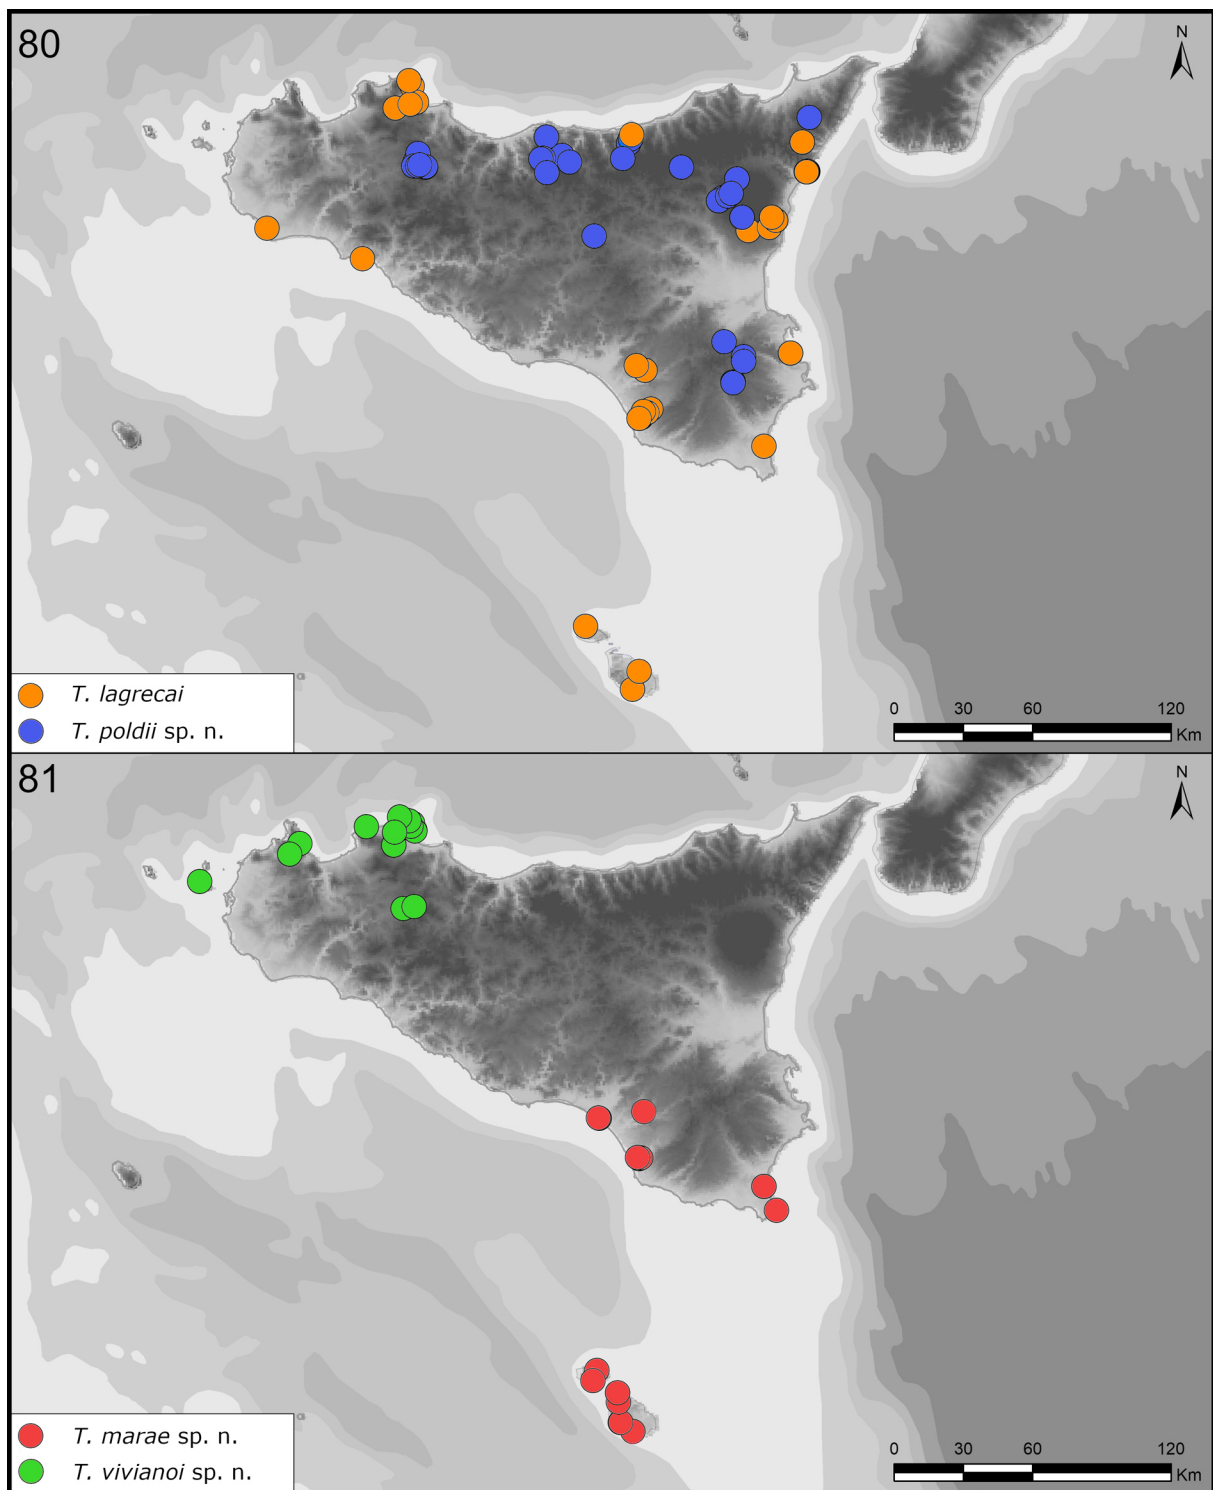 80
N
T. lagrecai
T. poldii sp. n.
0 30 60 120
Km
81
N
T. marae sp. n.
T. vivianoi sp. n.
0 30 60 120
Km